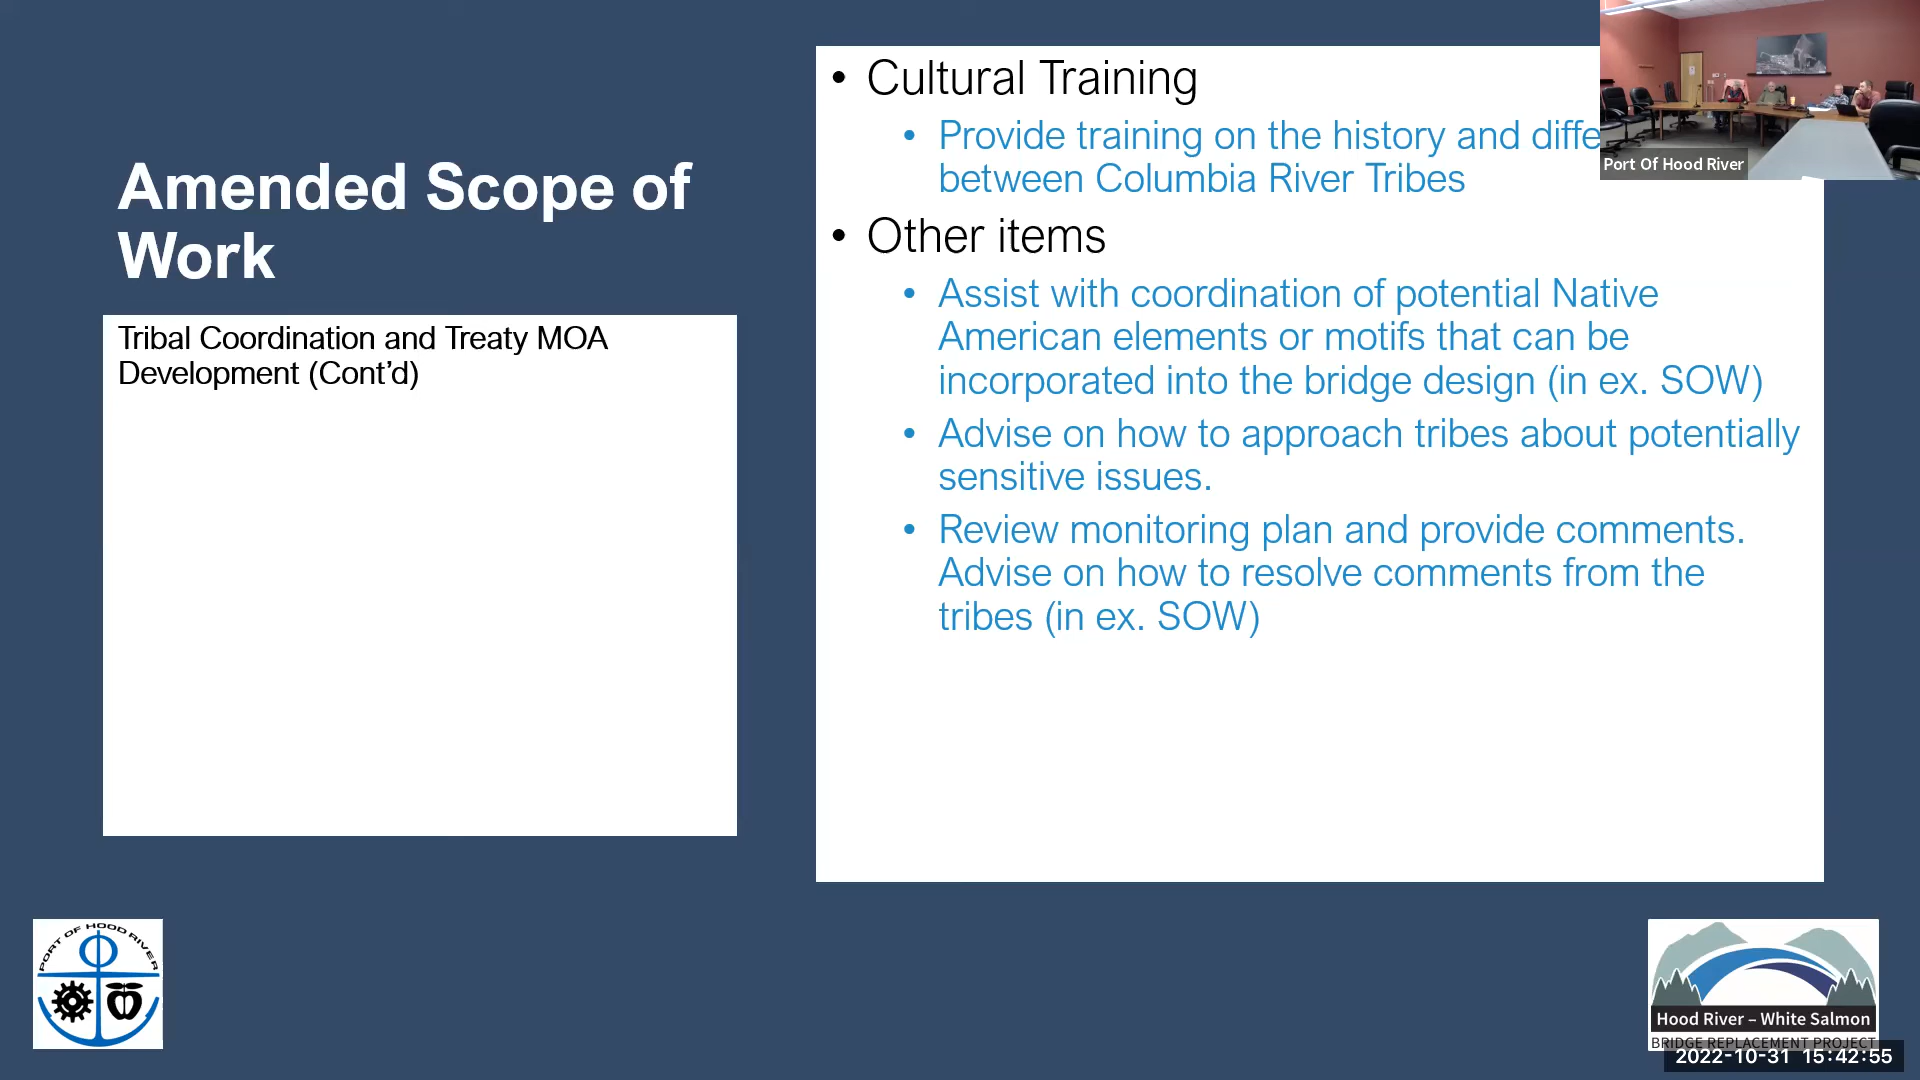 Amended Scope of
Work
Tribal Coordination and Treaty MOA
Development (Cont’d)
• Cultural Training
• Provide training on the history and diffe
between Columbia River Tribes
• Other items
• Assist with coordination of potential Native
American elements or motifs that can be
incorporated into the bridge design (in ex. SOW)
• Advise on how to approach tribes about potentially
sensitive issues.
• Review monitoring plan and provide comments.
Advise on how to resolve comments from the
tribes (in ex. SOW)
Port Of Hood River
PORT OF HOOD RIVER
Hood River – White Salmon
BRIDGE REPLACEMENT PROJECT
2022-10-31 15:42:55